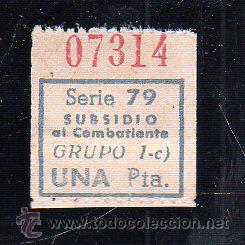 07314
Serie 79
SUBSIDIO
al Combatiente
GRUPO 1-c)
UNA Pta.
todocoleccion.net